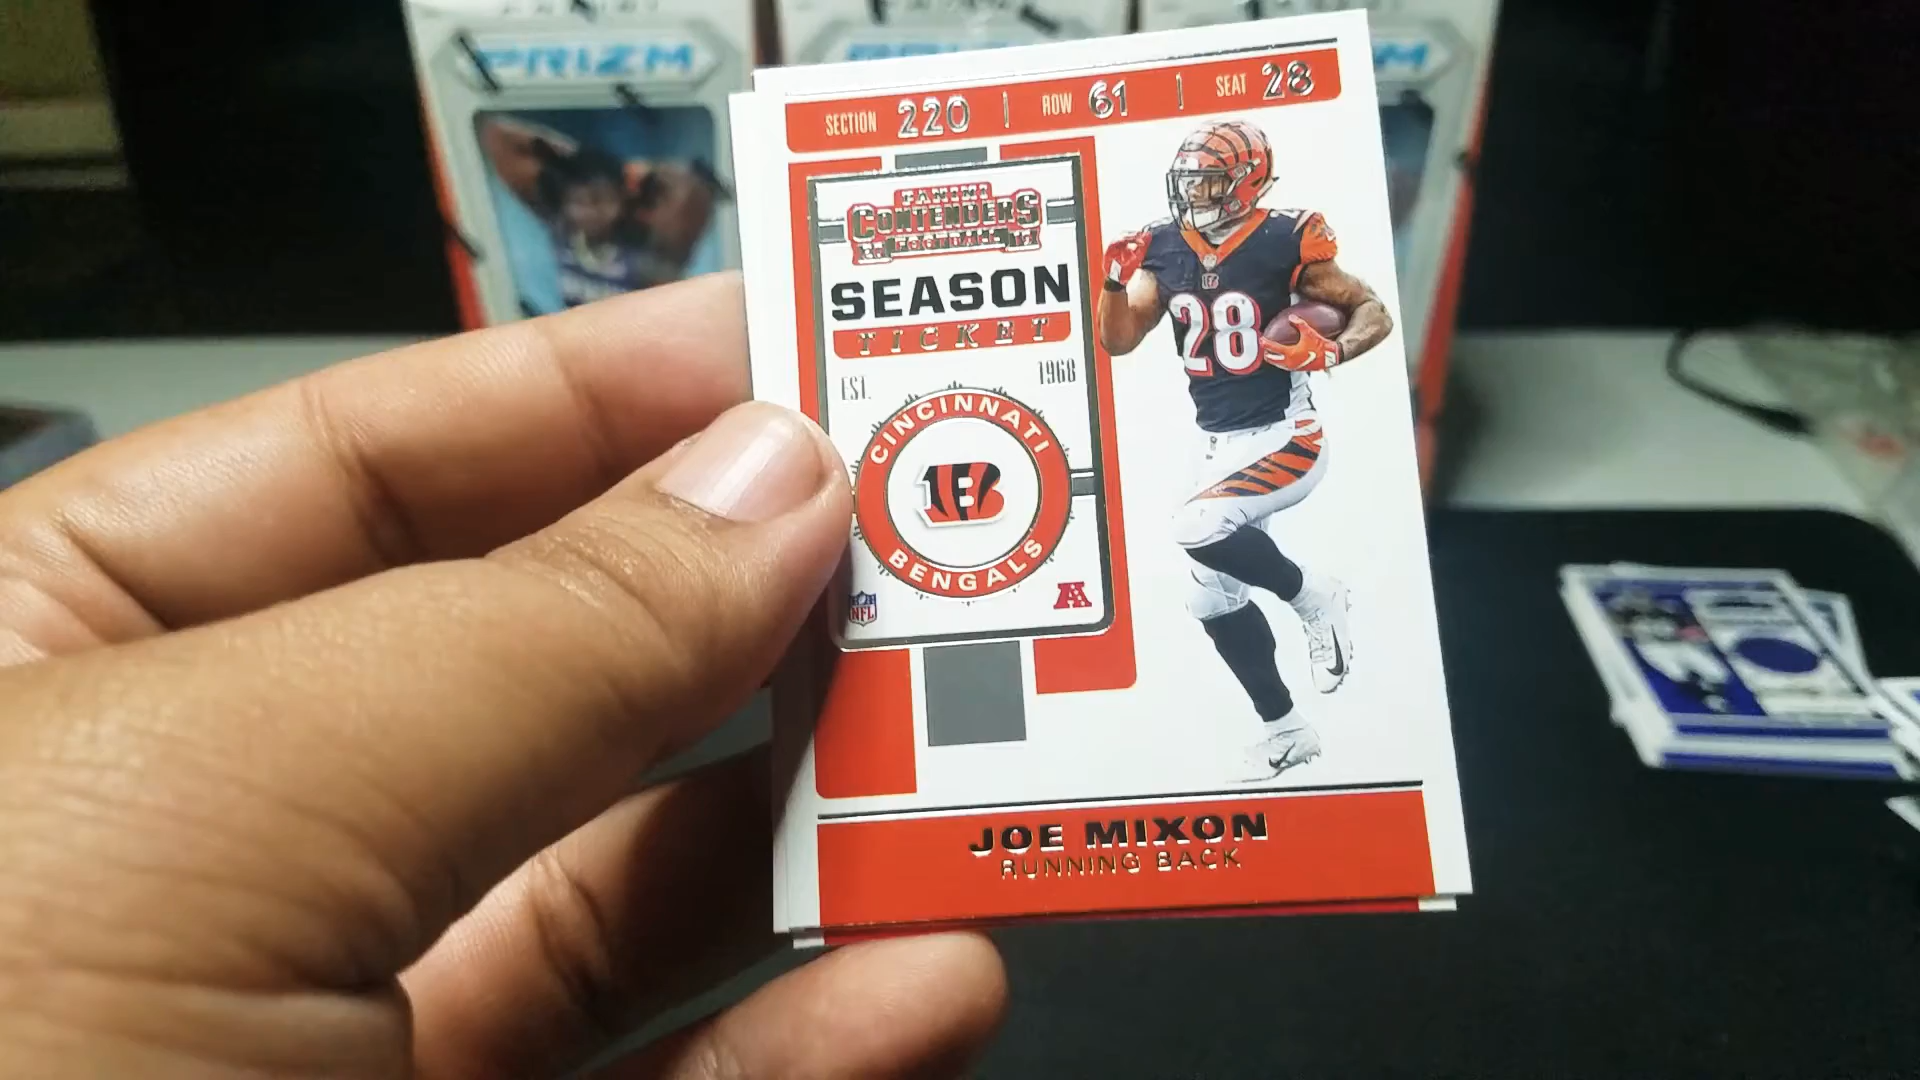 PRIZM
SECTION 220 | ROW 61 | SEAT 28
PANINI
CONTENDERS
FOOTBALL
SEASON
TICKET
EST. 1968
CINCINNATI
B
BENGALS
NFL
A
28
JOE MIXON
RUNNING BACK